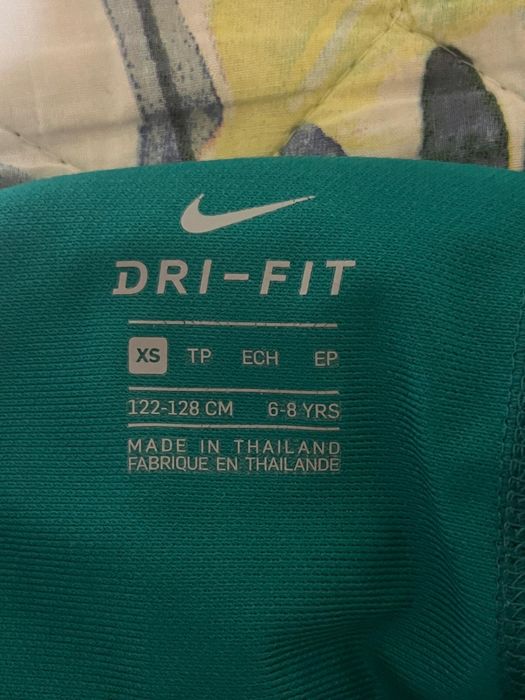 DRI-FIT
XS TP ECH EP
122-128 CM 6-8 YRS
MADE IN THAILAND
FABRIQUE EN THAILANDE